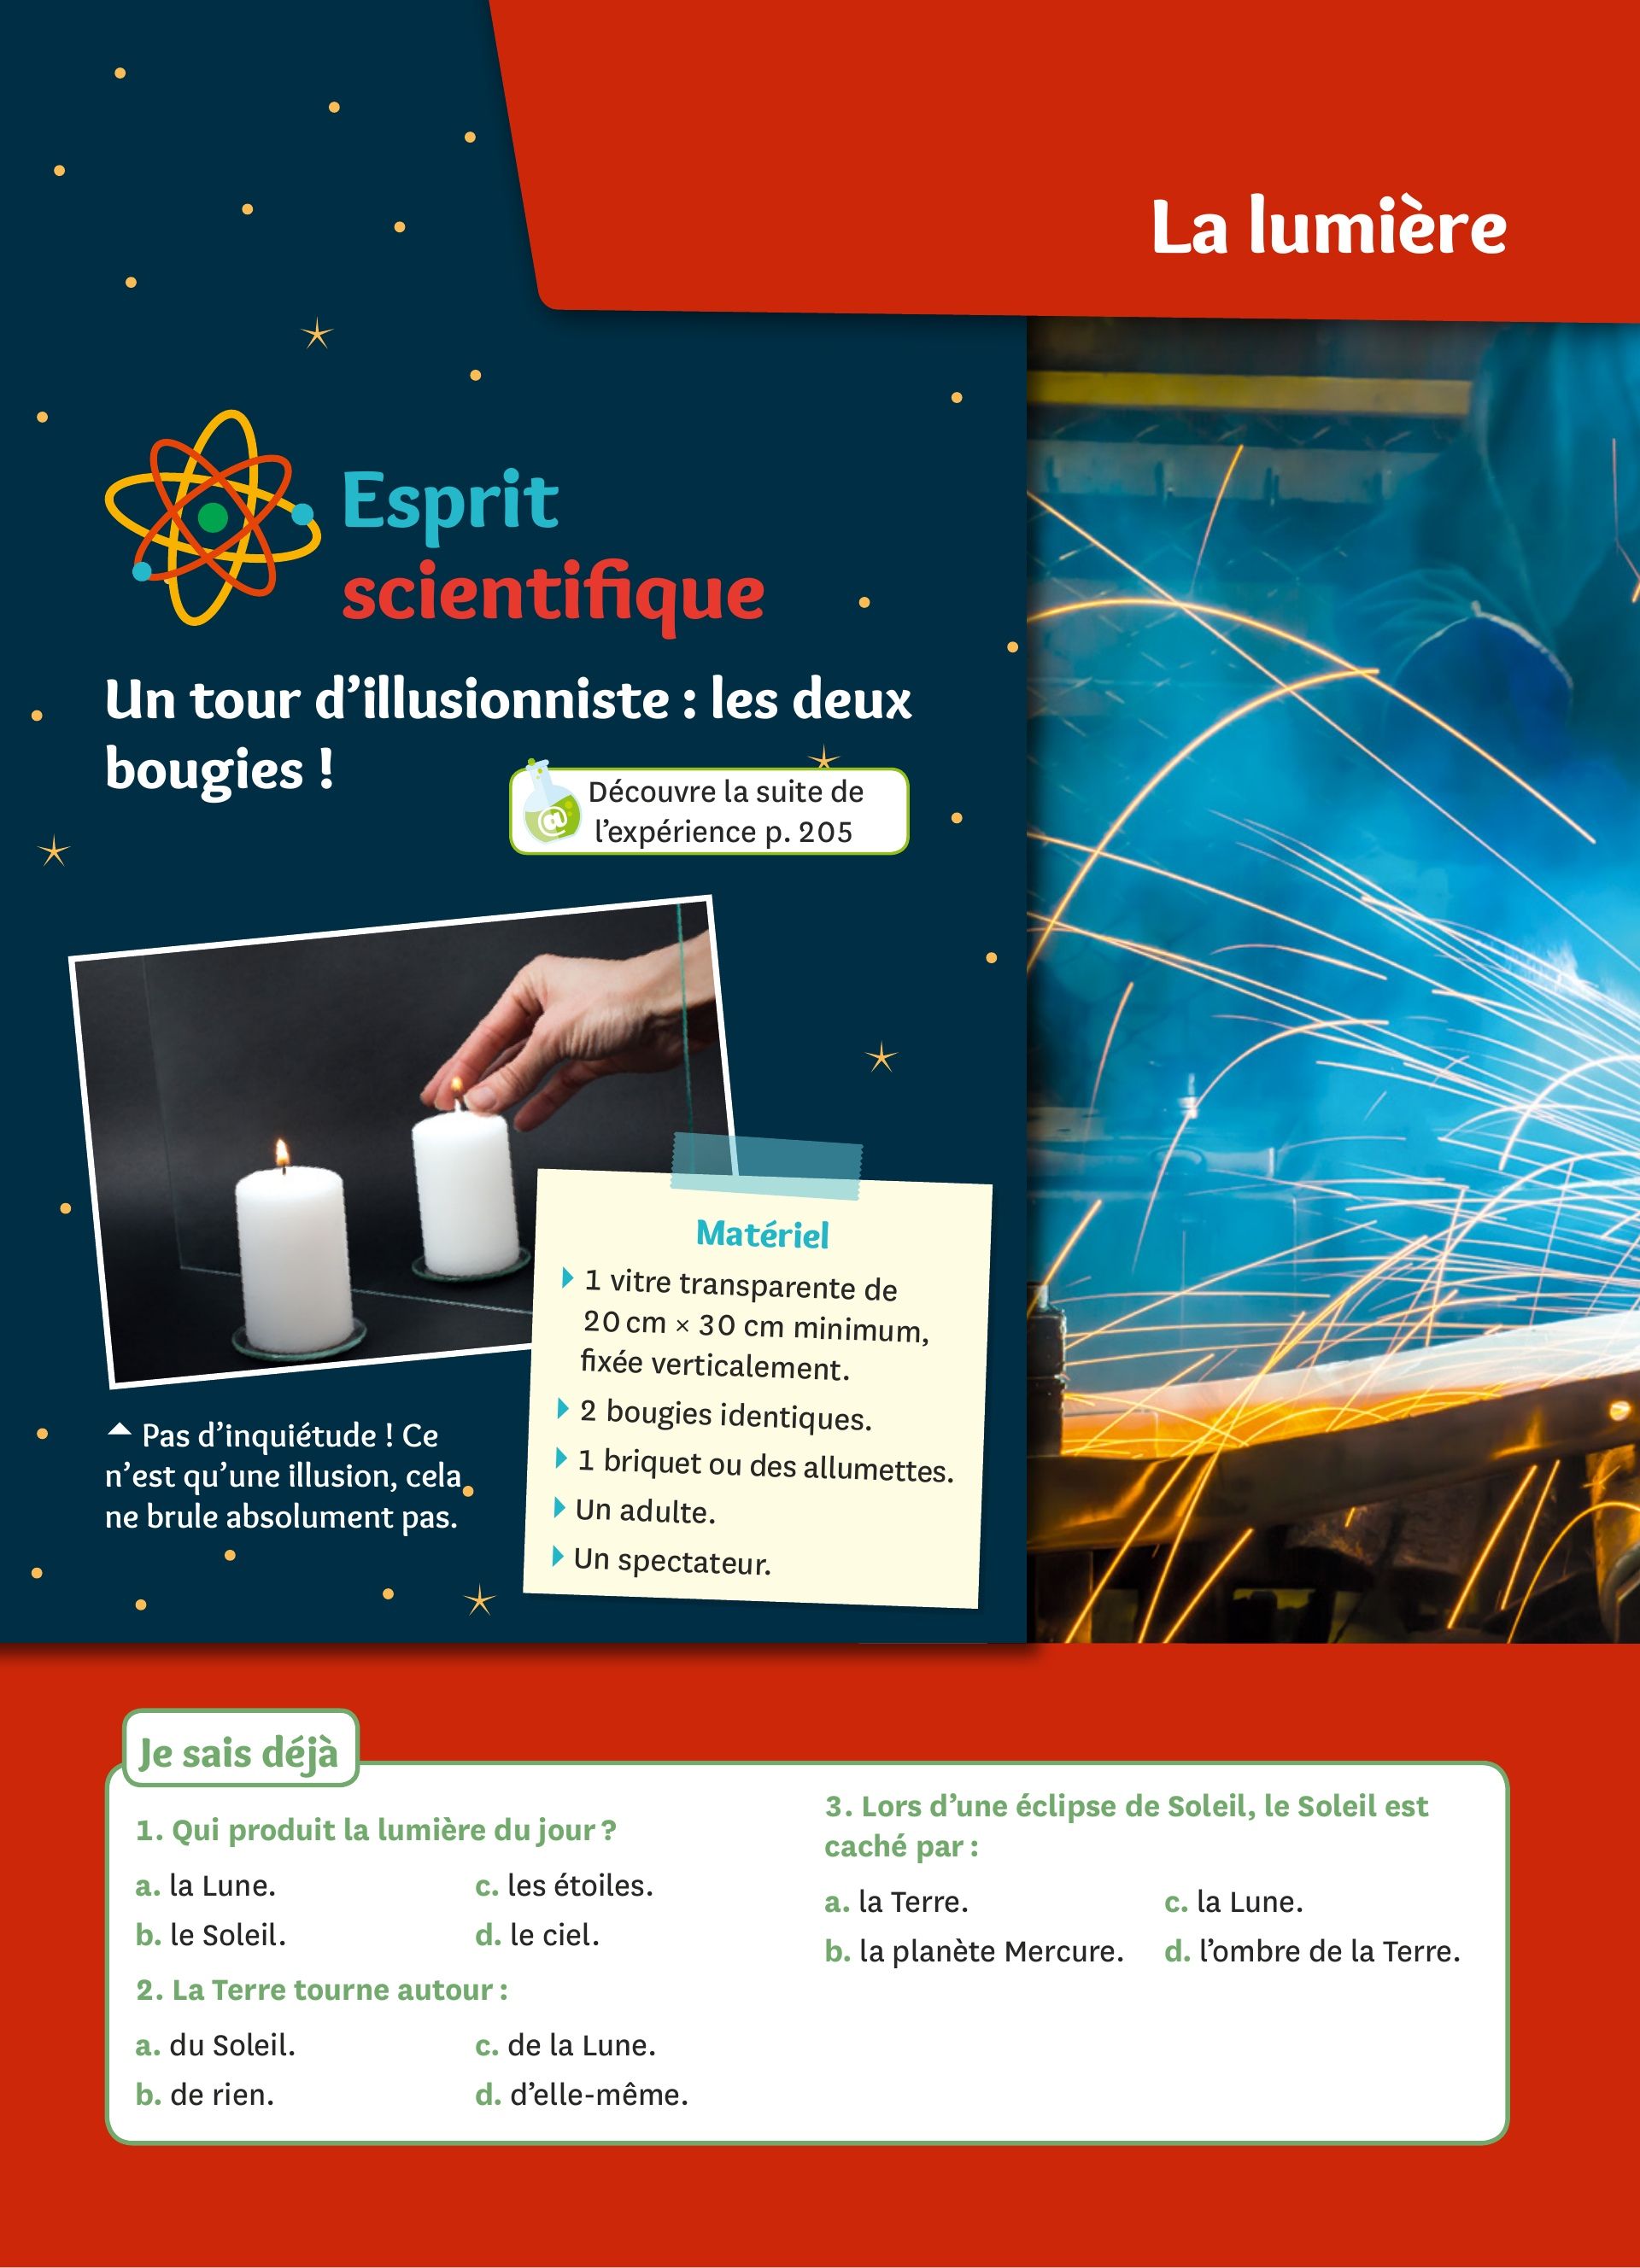 La lumière
Esprit
scientifique
Un tour d’illusionniste : les deux
bougies !
Découvre la suite de
l’expérience p. 205
Matériel
1 vitre transparente de
20 cm × 30 cm minimum,
fixée verticalement.
2 bougies identiques.
1 briquet ou des allumettes.
Un adulte.
Un spectateur.
Pas d’inquiétude ! Ce
n’est qu’une illusion, cela
ne brule absolument pas.
Je sais déjà
1. Qui produit la lumière du jour ?
a. la Lune.
b. le Soleil.
c. les étoiles.
d. le ciel.
2. La Terre tourne autour :
a. du Soleil.
b. de rien.
c. de la Lune.
d. d’elle-même.
3. Lors d’une éclipse de Soleil, le Soleil est
caché par :
a. la Terre.
b. la planète Mercure.
c. la Lune.
d. l’ombre de la Terre.